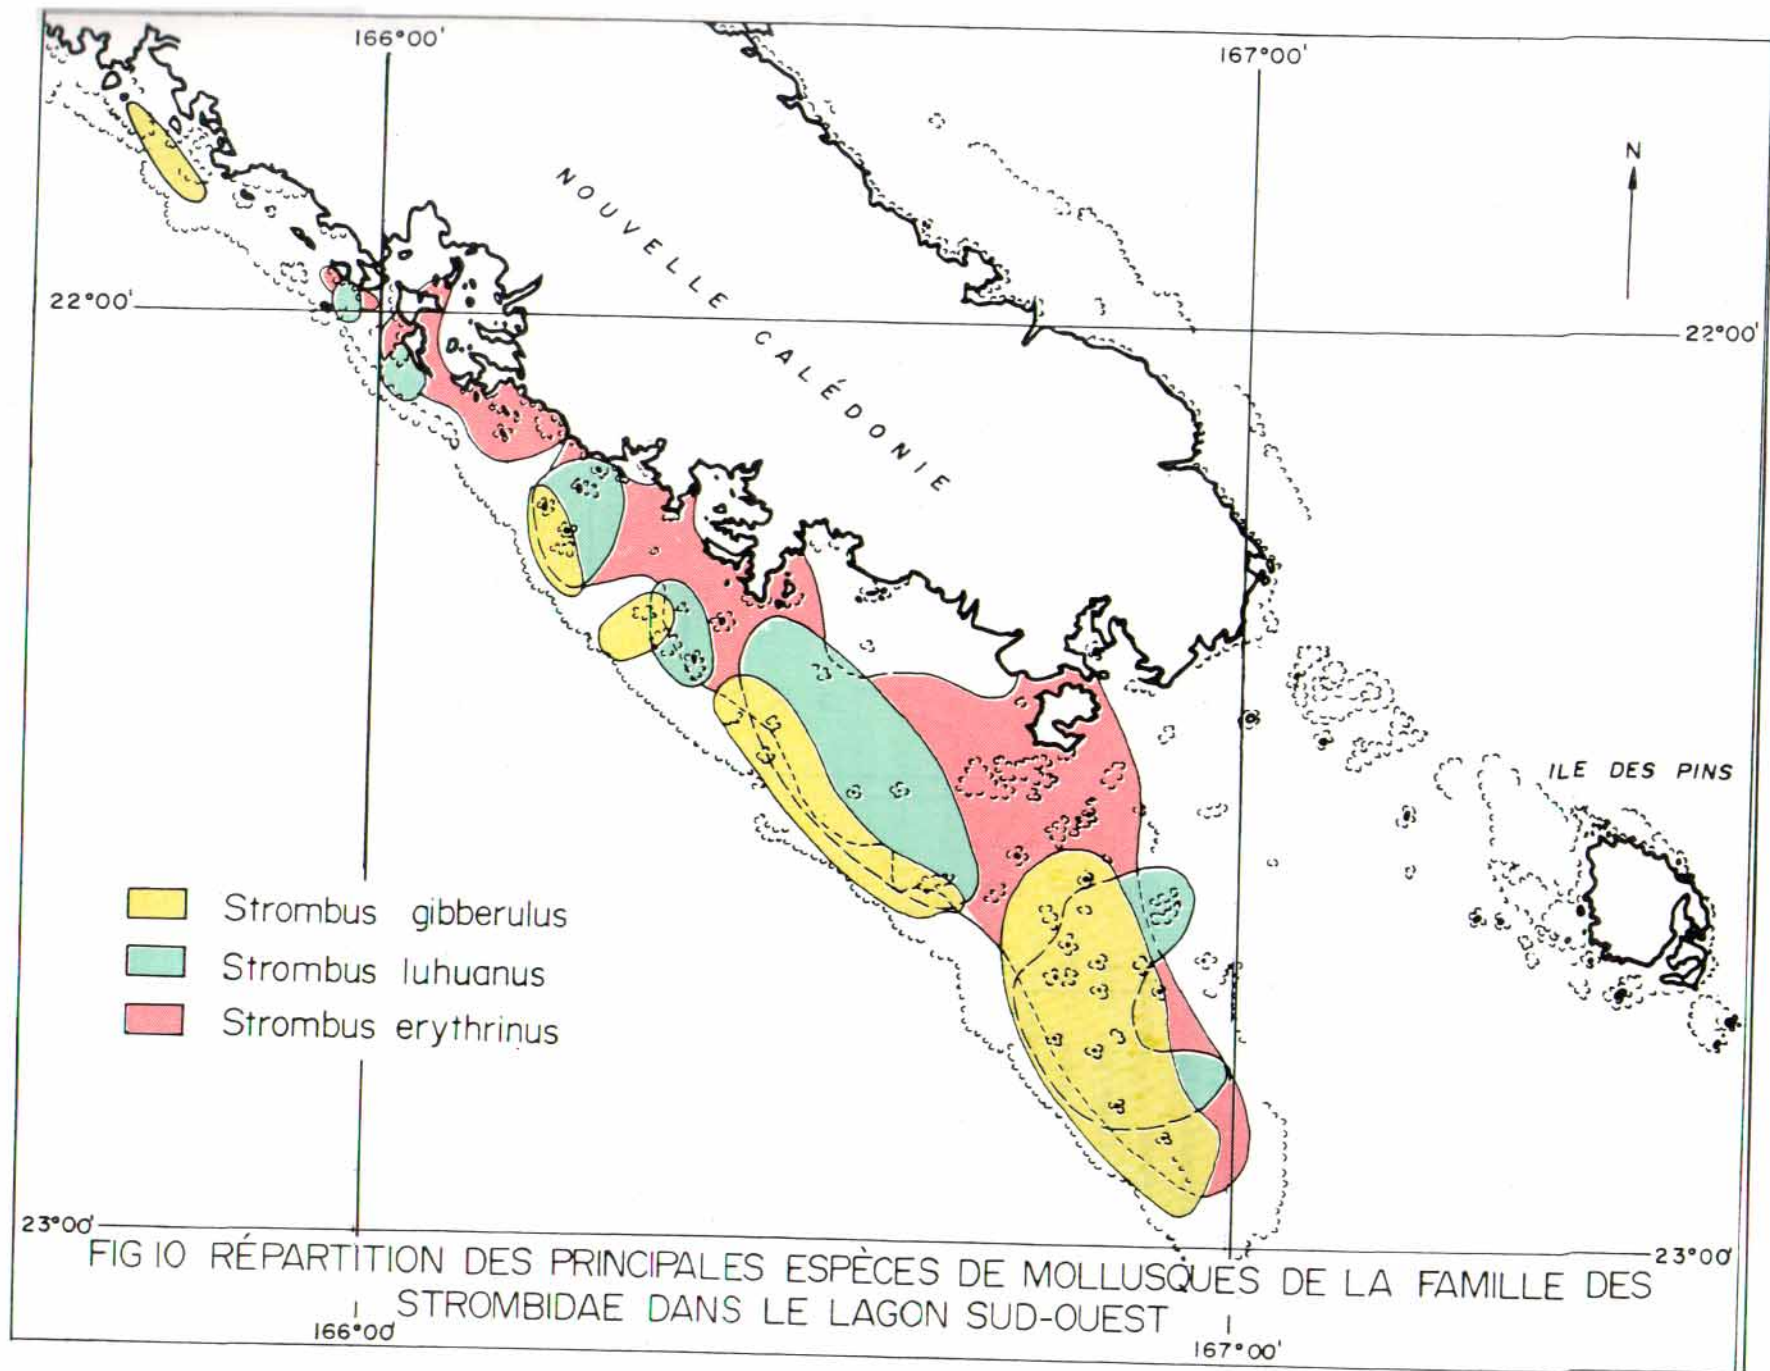 166°00'
167°00'
N
NOUVELLE CALÉDONIE
22°00'
22°00'
ILE DES PINS
Strombus gibberulus
Strombus luhuanus
Strombus erythrinus
23°00'
23°00'
FIG 10 RÉPARTITION DES PRINCIPALES ESPÈCES DE MOLLUSQUES DE LA FAMILLE DES
STROMBIDAE DANS LE LAGON SUD-OUEST
166°00'
167°00'